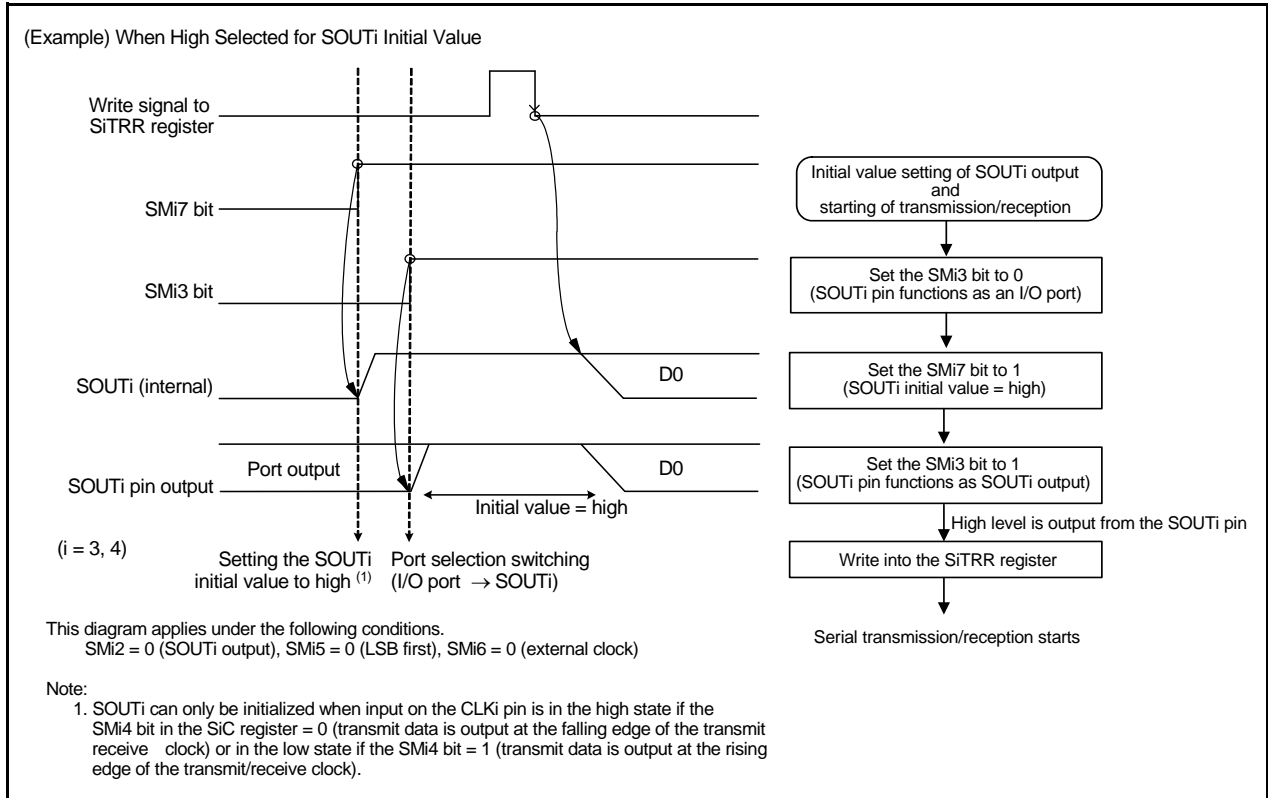 (Example) When High Selected for SOUTi Initial Value
Write signal to
SiTRR register
SMi7 bit
SMi3 bit
SOUTi (internal)
D0
Port output
D0
SOUTi pin output
Initial value = high
(i = 3, 4)
Setting the SOUTi
initial value to high (1)
Port selection switching
(I/O port → SOUTi)
Initial value setting of SOUTi output
and
starting of transmission/reception
Set the SMi3 bit to 0
(SOUTi pin functions as an I/O port)
Set the SMi7 bit to 1
(SOUTi initial value = high)
Set the SMi3 bit to 1
(SOUTi pin functions as SOUTi output)
High level is output from the SOUTi pin
Write into the SiTRR register
Serial transmission/reception starts
This diagram applies under the following conditions.
SMi2 = 0 (SOUTi output), SMi5 = 0 (LSB first), SMi6 = 0 (external clock)
Note:
1. SOUTi can only be initialized when input on the CLKi pin is in the high state if the
SMi4 bit in the SiC register = 0 (transmit data is output at the falling edge of the transmit
receive clock) or in the low state if the SMi4 bit = 1 (transmit data is output at the rising
edge of the transmit/receive clock).